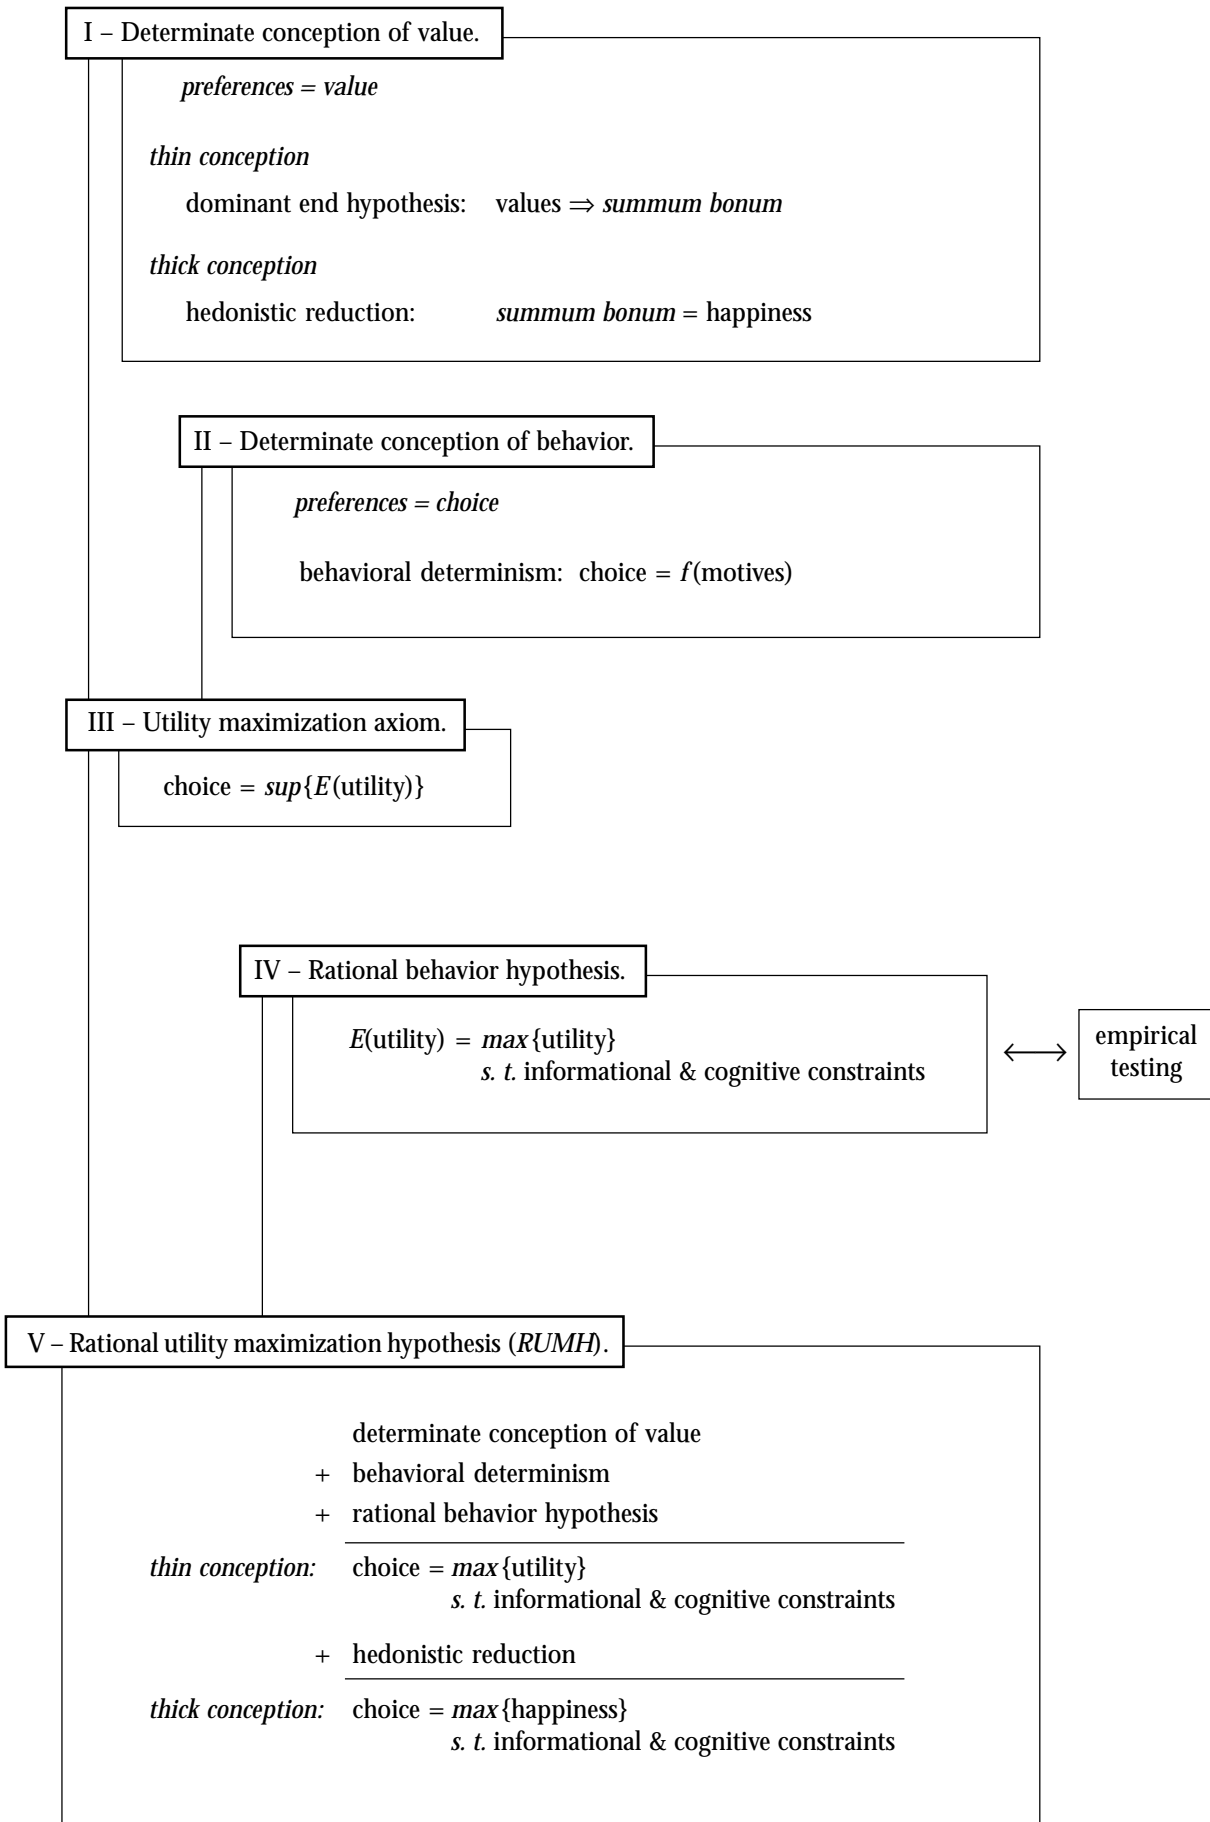 I – Determinate conception of value.
preferences = value
thin conception
dominant end hypothesis: values ⇒ summum bonum
thick conception
hedonistic reduction: summum bonum = happiness
II – Determinate conception of behavior.
preferences = choice
behavioral determinism: choice = f(motives)
III – Utility maximization axiom.
choice = sup{E(utility)}
IV – Rational behavior hypothesis.
E(utility) = max{utility}
s. t. informational & cognitive constraints
empirical
testing
V – Rational utility maximization hypothesis (RUMH).
determinate conception of value
+ behavioral determinism
+ rational behavior hypothesis
thin conception: choice = max{utility}
s. t. informational & cognitive constraints
+ hedonistic reduction
thick conception: choice = max{happiness}
s. t. informational & cognitive constraints